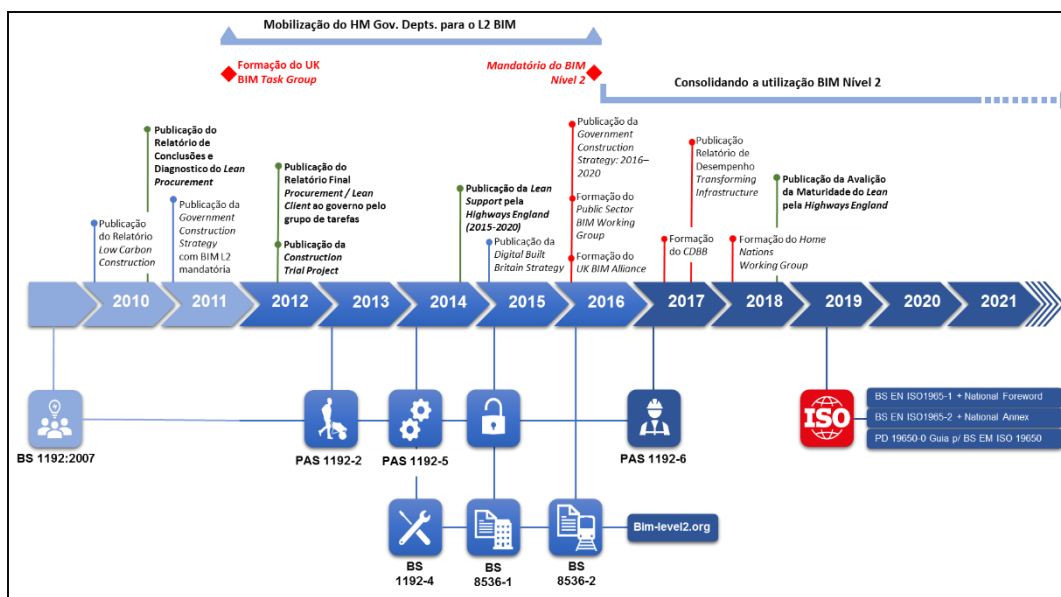 Mobilização do HM Gov. Depts. para o L2 BIM
Formação do UK
BIM Task Group
Mandatório do BIM
Nível 2
Consolidando a utilização BIM Nível 2
Publicação do
Relatório de
Conclusões e
Diagnostico do Lean
Procurement
Publicação
do Relatório
Low Carbon
Construction
Publicação da
Government
Construction
Strategy
com BIM L2
mandatória
Publicação do
Relatório Final
Procurement / Lean
Client ao governo pelo
grupo de tarefas
Publicação da
Construction
Trial Project
Publicação da Lean
Support pela
Highways England
(2015-2020)
Publicação da
Digital Built
Britain Strategy
Publicação da
Government
Construction
Strategy: 2016–
2020
Formação do
Public Sector
BIM Working
Group
Formação do
UK BIM Alliance
Publicação
Relatório de
Desempenho
Transforming
Infrastructure
Formação
do CDBB
Publicação da Avalição
da Maturidade do Lean
pela Highways England
Formação do Home
Nations
Working Group
2010
2011
2012
2013
2014
2015
2016
2017
2018
2019
2020
2021
BS 1192:2007
PAS 1192-2
PAS 1192-5
PAS 1192-6
ISO
BS EN ISO1965-1 + National Foreword
BS EN ISO1965-2 + National Annex
PD 19650-0 Guia p/ BS EM ISO 19650
BS
1192-4
BS
8536-1
BS
8536-2
Bim-level2.org